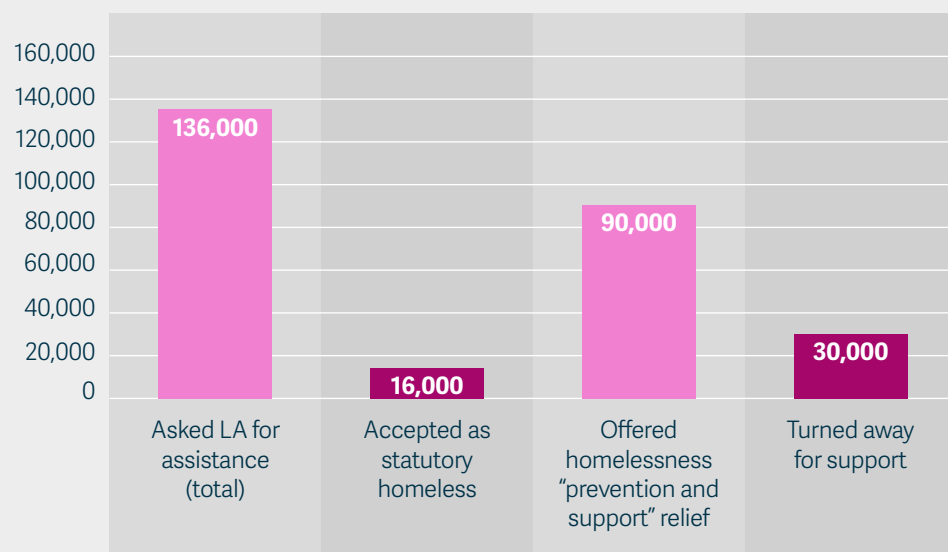 160,000
140,000
120,000
100,000
80,000
60,000
40,000
20,000
0
136,000
16,000
90,000
30,000
Asked LA for
assistance
(total)
Accepted as
statutory
homeless
Offered
homelessness
“prevention and
support” relief
Turned away
for support